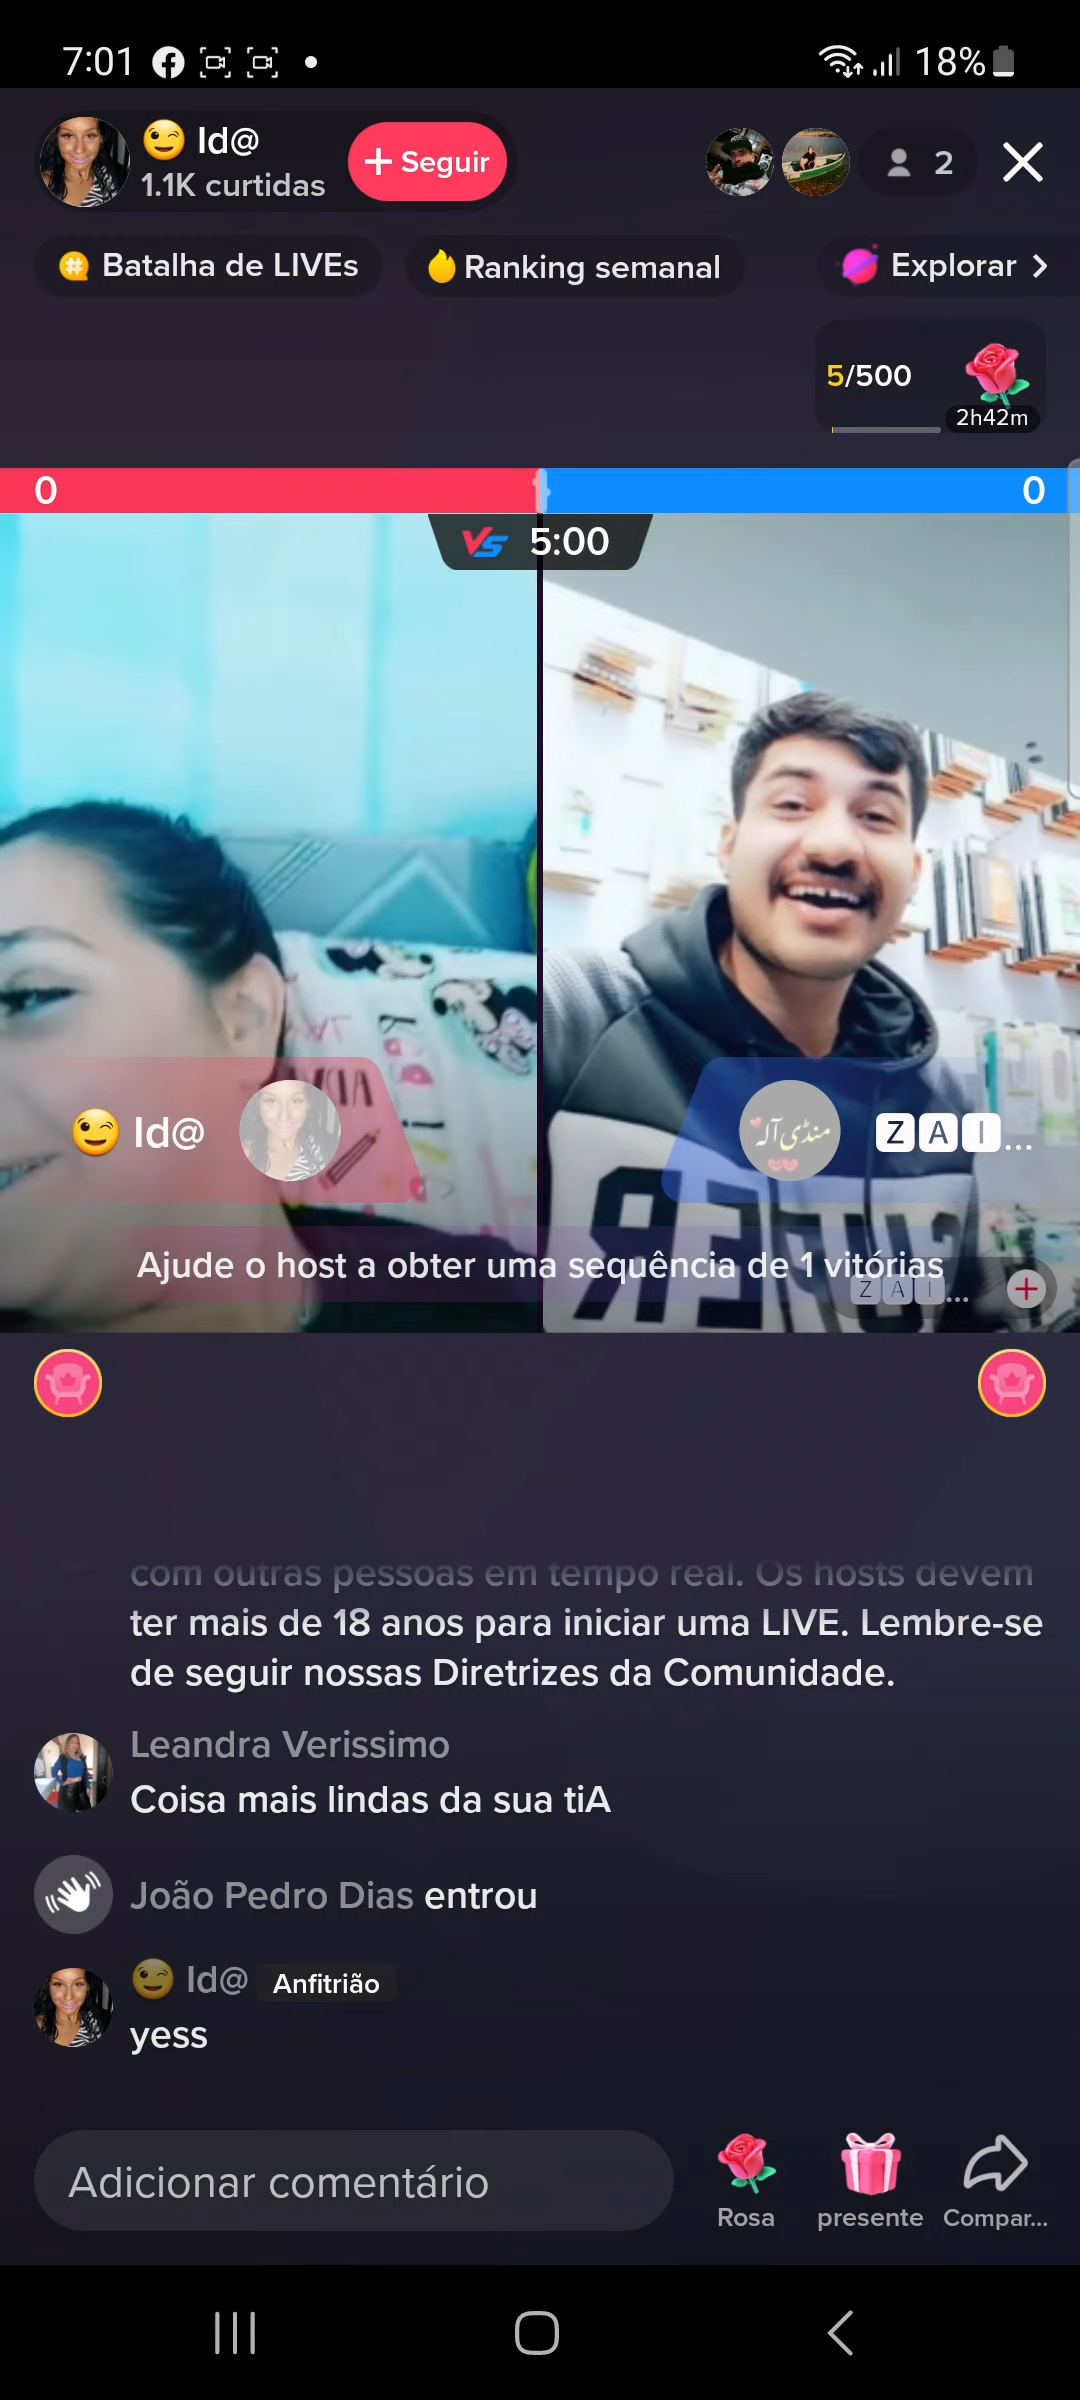 7:01
18%
😉 Id@
1.1K curtidas
+ Seguir
2
Batalha de LIVEs
Ranking semanal
Explorar
5/500
2h42m
0
0
VS 5:00
😉 Id@
منڈی آلہ
ZAI...
Ajude o host a obter uma sequência de 1 vitórias
ZAI...
com outras pessoas em tempo real. Os hosts devem
ter mais de 18 anos para iniciar uma LIVE. Lembre-se
de seguir nossas Diretrizes da Comunidade.
Leandra Verissimo
Coisa mais lindas da sua tiA
João Pedro Dias entrou
😉 Id@ Anfitrião
yess
Adicionar comentário
Rosa
presente
Compar...